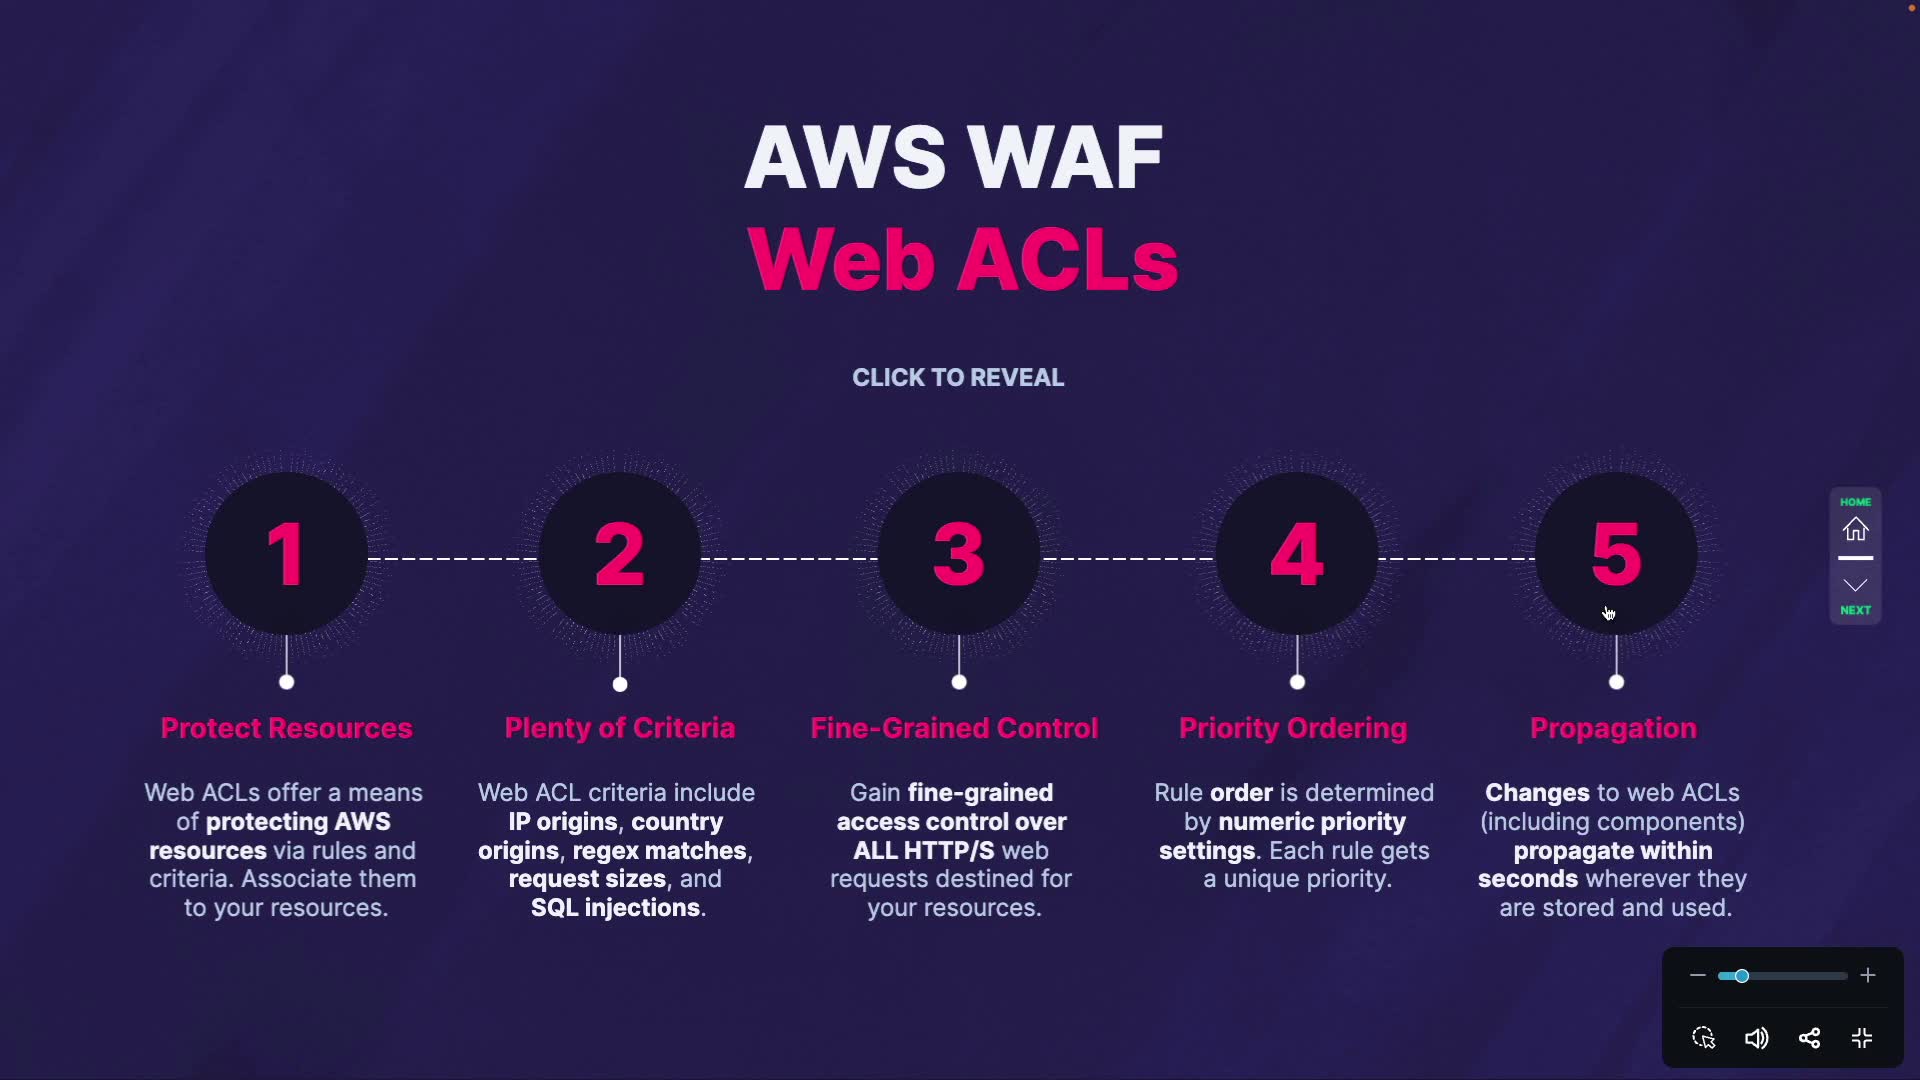 AWS WAF
Web ACLs
CLICK TO REVEAL
1
2
3
4
5
HOME
NEXT
Protect Resources
Web ACLs offer a means
of protecting AWS
resources via rules and
criteria. Associate them
to your resources.
Plenty of Criteria
Web ACL criteria include
IP origins, country
origins, regex matches,
request sizes, and
SQL injections.
Fine-Grained Control
Gain fine-grained
access control over
ALL HTTP/S web
requests destined for
your resources.
Priority Ordering
Rule order is determined
by numeric priority
settings. Each rule gets
a unique priority.
Propagation
Changes to web ACLs
(including components)
propagate within
seconds wherever they
are stored and used.